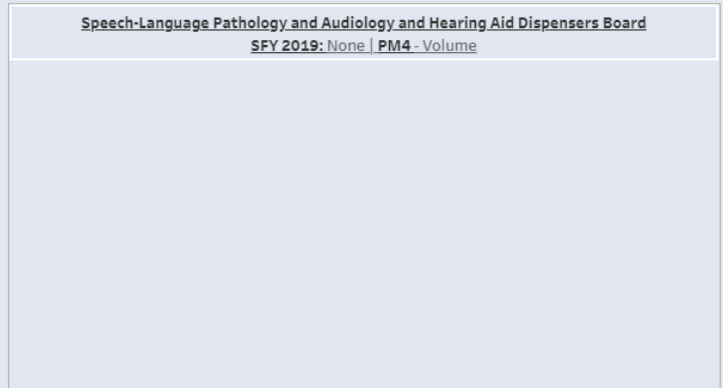 Speech-Language Pathology and Audiology and Hearing Aid Dispensers Board
SFY 2019: None | PM4 - Volume